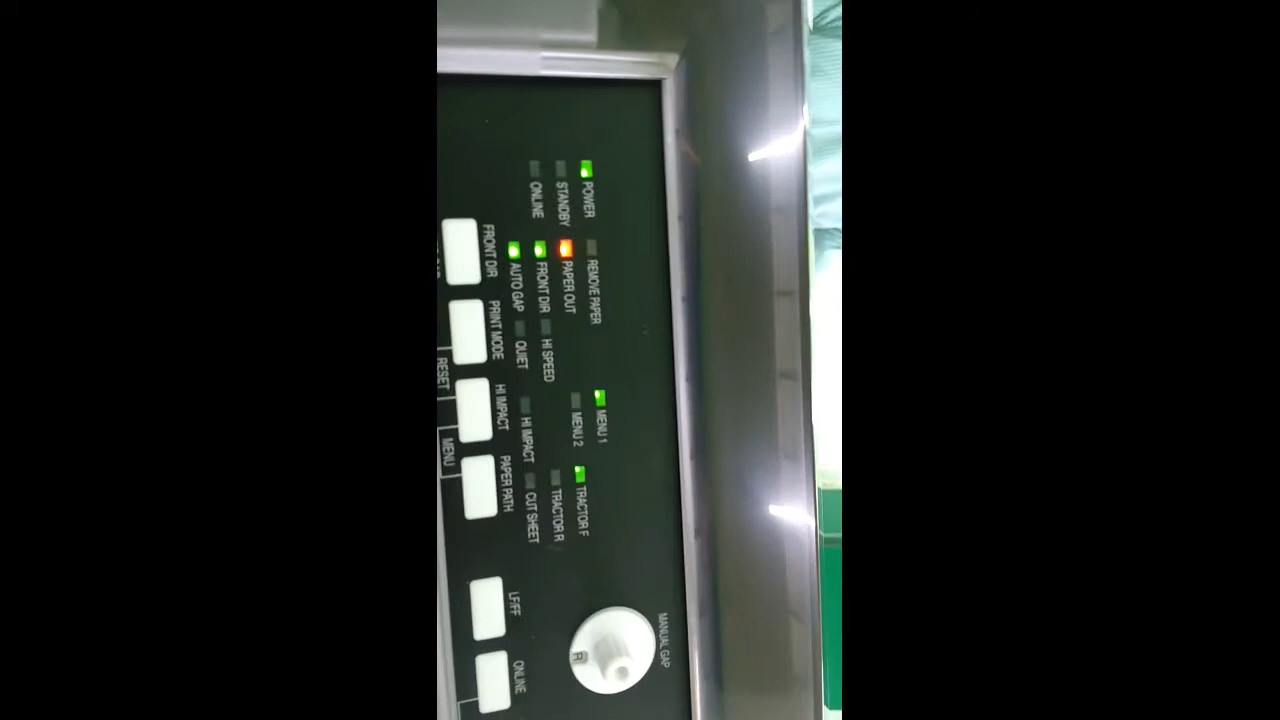 POWER
STANDBY
ONLINE
REMOVE PAPER
PAPER OUT
FRONT DIR
AUTO GAP
HI SPEED
QUIET
MENU 1
MENU 2
HI IMPACT
TRACTOR F
TRACTOR R
CUT SHEET
MANUAL GAP
R
FRONT DIR
PRINT MODE
HI IMPACT
PAPER PATH
LF/FF
ONLINE
RESET
MENU